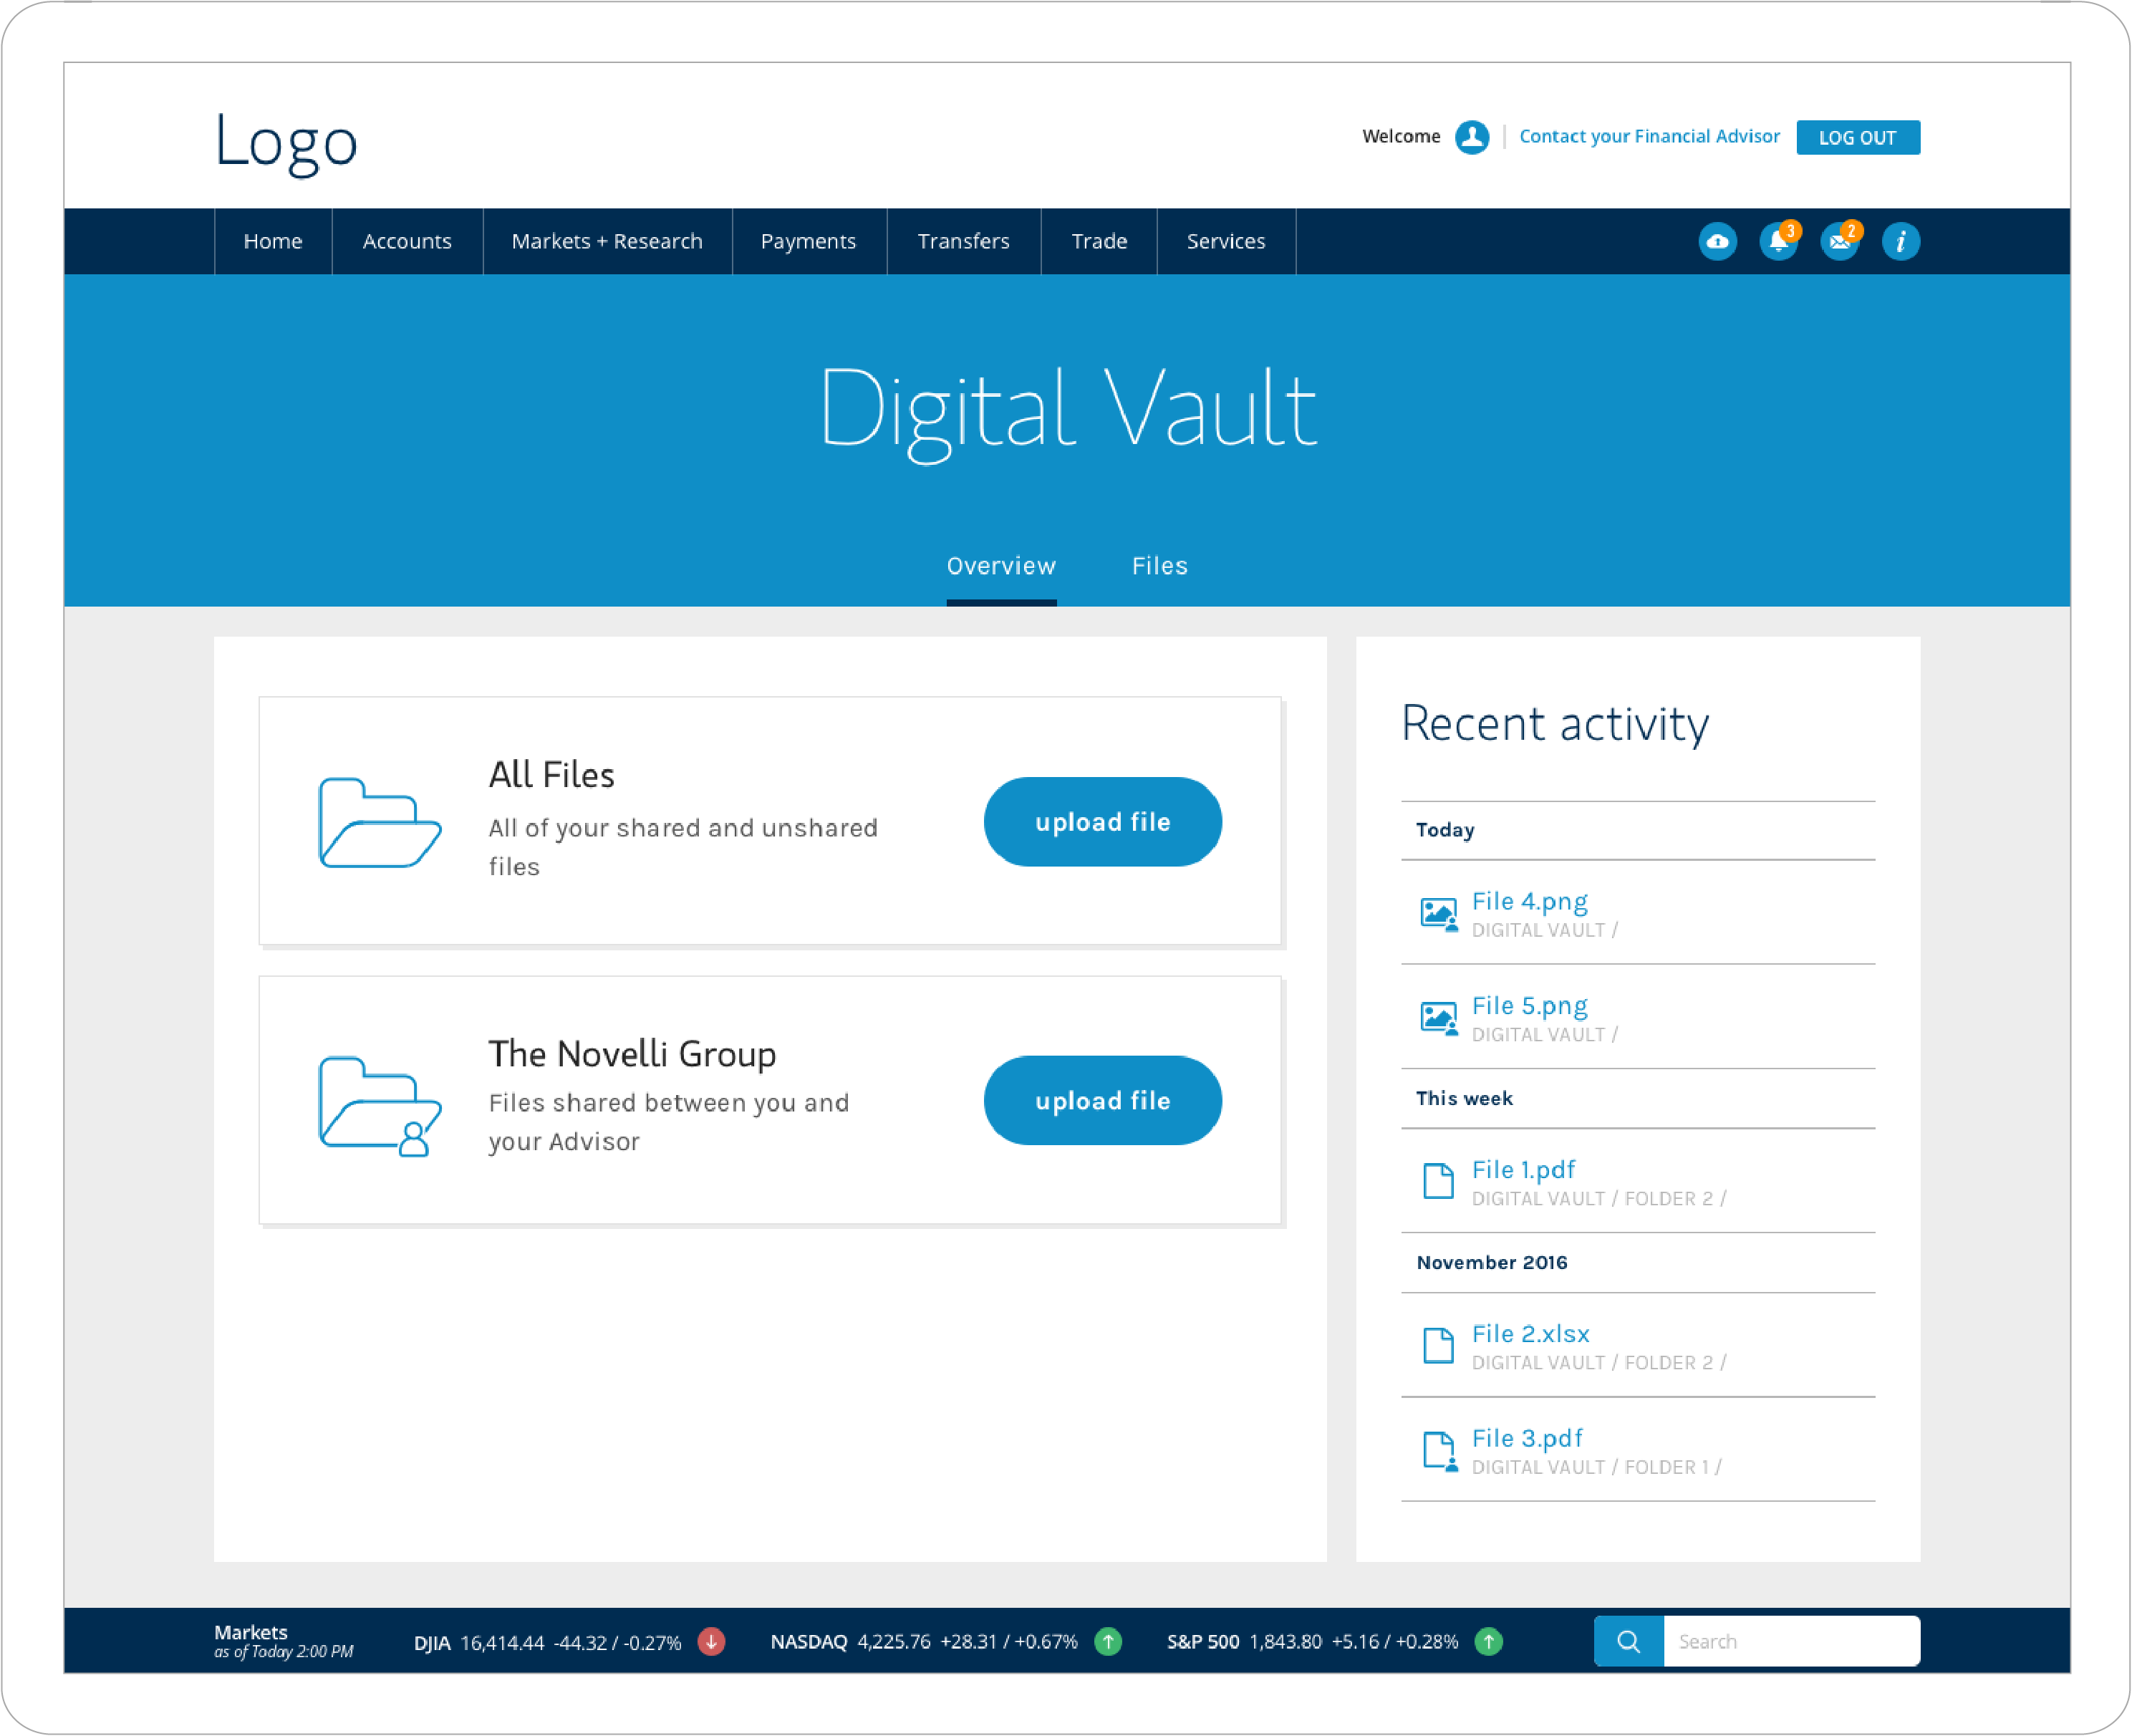 Logo
Welcome
Contact your Financial Advisor
LOG OUT
Home
Accounts
Markets + Research
Payments
Transfers
Trade
Services
3
2
i
Digital Vault
Overview
Files
All Files
All of your shared and unshared
files
upload file
The Novelli Group
Files shared between you and
your Advisor
upload file
Recent activity
Today
File 4.png
DIGITAL VAULT /
File 5.png
DIGITAL VAULT /
This week
File 1.pdf
DIGITAL VAULT / FOLDER 2 /
November 2016
File 2.xlsx
DIGITAL VAULT / FOLDER 2 /
File 3.pdf
DIGITAL VAULT / FOLDER 1 /
Markets
as of Today 2:00 PM
DJIA 16,414.44 -44.32 / -0.27%
NASDAQ 4,225.76 +28.31 / +0.67%
S&P 500 1,843.80 +5.16 / +0.28%
Search